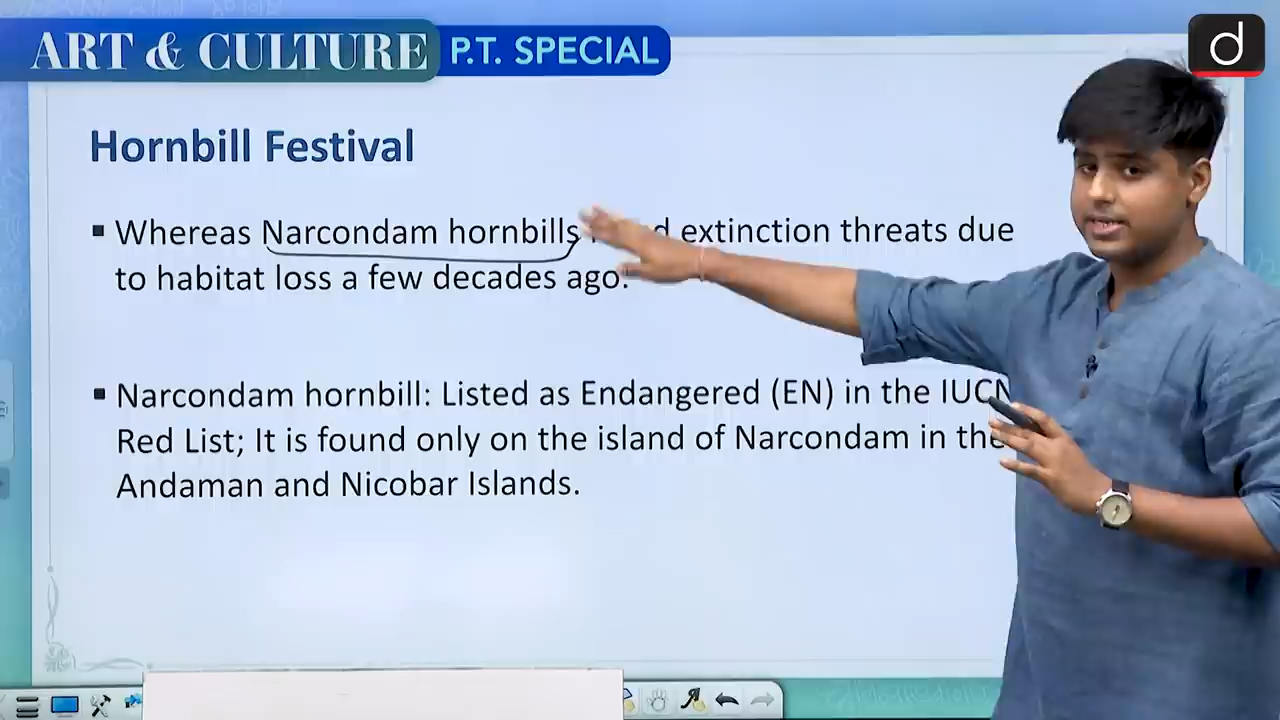 ART & CULTURE P.T. SPECIAL
d
Hornbill Festival
▪ Whereas Narcondam hornbills extinction threats due
to habitat loss a few decades ago.
▪ Narcondam hornbill: Listed as Endangered (EN) in the IUCN
Red List; It is found only on the island of Narcondam in the
Andaman and Nicobar Islands.